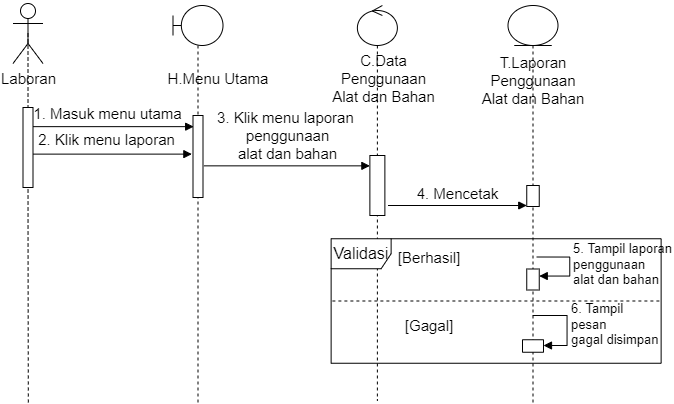 Laboran
H.Menu Utama
C.Data
Penggunaan
Alat dan Bahan
T.Laporan
Penggunaan
Alat dan Bahan
1. Masuk menu utama
2. Klik menu laporan
3. Klik menu laporan
penggunaan
alat dan bahan
4. Mencetak
Validasi
[Berhasil]
5. Tampil laporan
penggunaan
alat dan bahan
[Gagal]
6. Tampil
pesan
gagal disimpan